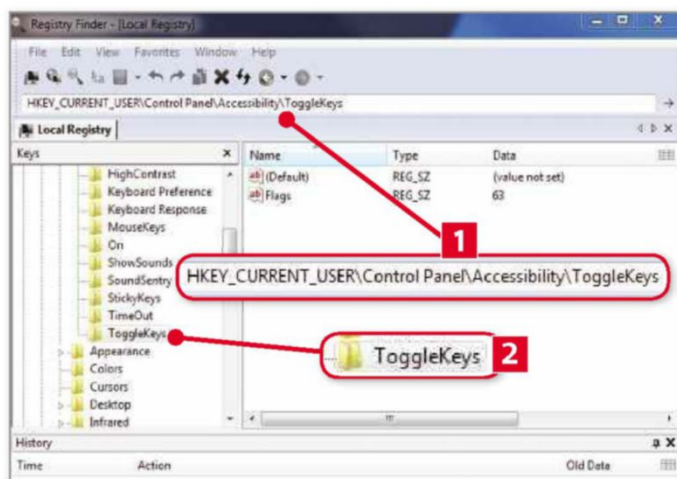 Registry Finder - [Local Registry]
File Edit View Favorites Window Help
HKEY_CURRENT_USER\Control Panel\Accessibility\ToggleKeys
Local Registry
Keys
Name Type Data
HighContrast
(Default) REG_SZ (value not set)
Keyboard Preference
Flags REG_SZ 63
Keyboard Response
MouseKeys
On
1
ShowSounds
SoundSentry
HKEY_CURRENT_USER\Control Panel\Accessibility\ToggleKeys
StickyKeys
TimeOut
ToggleKeys
ToggleKeys 2
Appearance
Colors
Cursors
Desktop
Infrared
History
Time Action Old Data